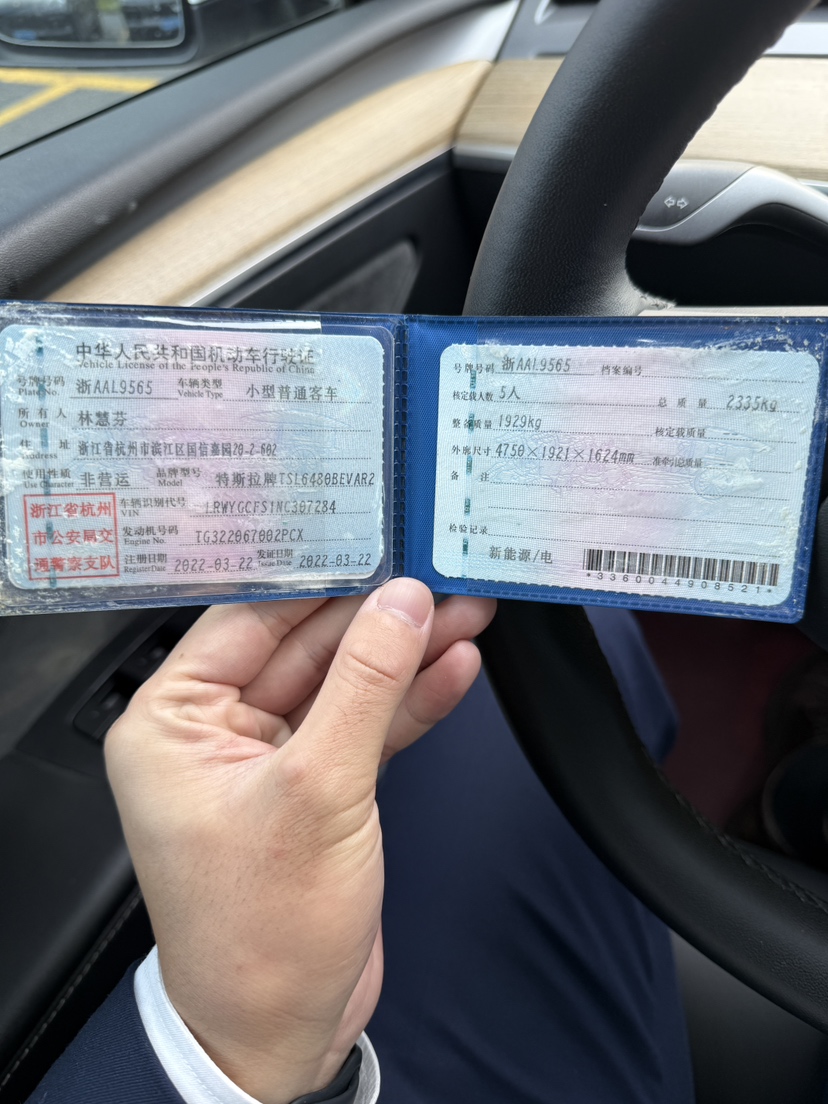 中华人民共和国机动车行驶证
Vehicle License of the People's Republic of China
号牌号码 浙AAL9565 车辆类型 小型普通客车
Plate No. Vehicle Type
所有人 林慧芬
Owner
住址 浙江省杭州市滨江区国信嘉园20-2-602
Address
使用性质 非营运 品牌型号 特斯拉牌TSL6480BEVAR2
Use Character Model
浙江省杭州
市公安局交
通警察支队
车辆识别代号 LRWYGCFS1NC307284
VIN
发动机号码 TG322067002PCX
Engine No.
注册日期 2022-03-22 发证日期 2022-03-22
Register Date Issue Date
号牌号码 浙AAL9565 档案编号
核定载人数 5人 总质量 2335kg
整备质量 1929kg 核定载质量 --
外廓尺寸 4750×1921×1624mm 准牵引总质量 --
备注
检验记录
新能源/电
*3360044908521*